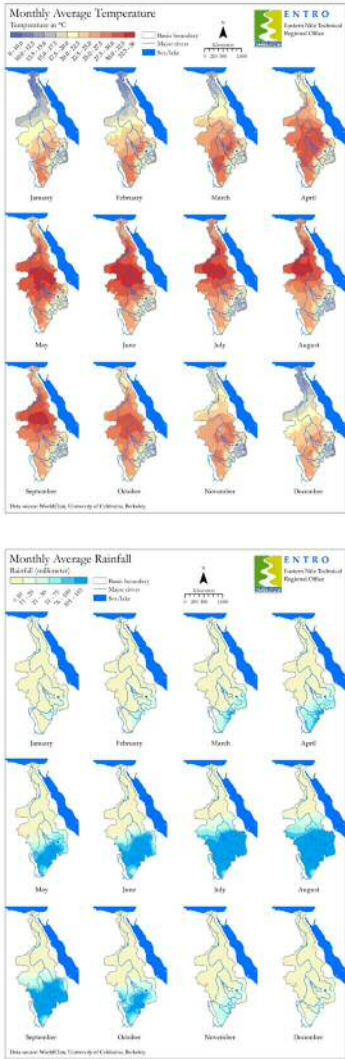 Monthly Average Temperature
Temperature in °C
Basin boundary
Major rivers
Sea/lake
N
Kilometers
ENTRO
Eastern Nile Technical
Regional Office
January
February
March
April
May
June
July
August
September
October
November
December
Data source: WorldClim, University of California, Berkeley
Monthly Average Rainfall
Rainfall (millimeter)
Basin boundary
Major rivers
Sea/lake
N
Kilometers
ENTRO
Eastern Nile Technical
Regional Office
January
February
March
April
May
June
July
August
September
October
November
December
Data source: WorldClim, University of California, Berkeley